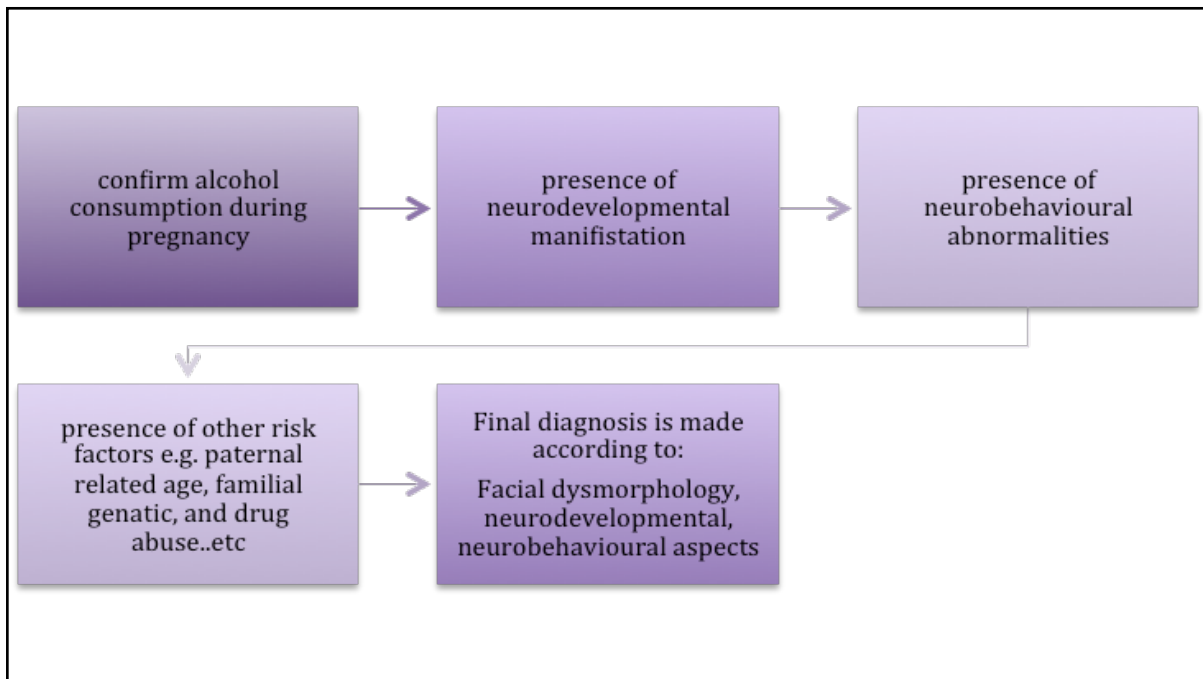 confirm alcohol
consumption during
pregnancy
presence of
neurodevelopmental
manifistation
presence of
neurobehavioural
abnormalities
presence of other risk
factors e.g. paternal
related age, familial
genatic, and drug
abuse..etc
Final diagnosis is made
according to:
Facial dysmorphology,
neurodevelopmental,
neurobehavioural aspects